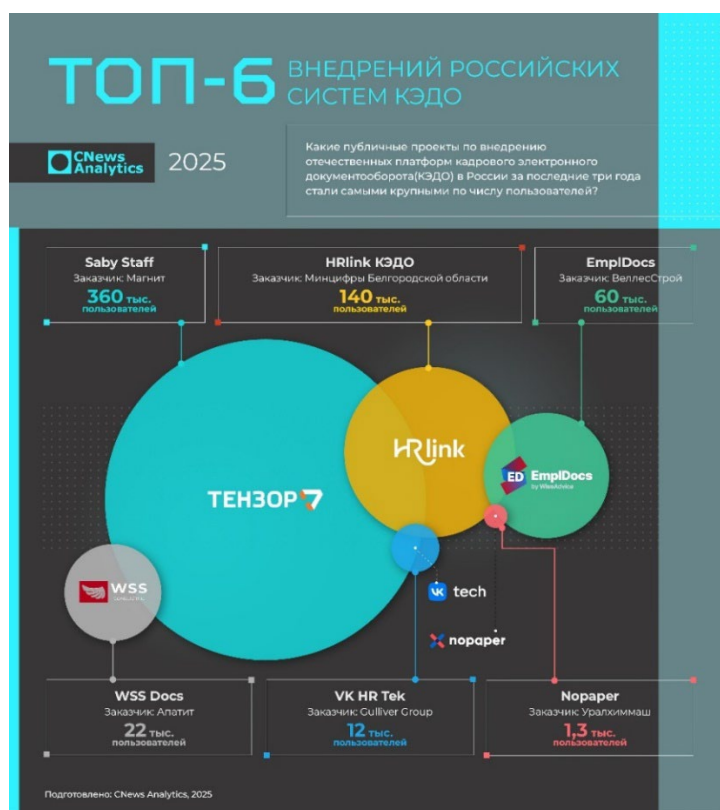 ТОП-6
ВНЕДРЕНИЙ РОССИЙСКИХ
СИСТЕМ КЭДО
CNews
Analytics
2025
Какие публичные проекты по внедрению
отечественных платформ кадрового электронного
документооборота(КЭДО) в России за последние три года
стали самыми крупными по числу пользователей?
Saby Staff
Заказчик: Магнит
360 тыс.
пользователей
HRlink КЭДО
Заказчик: Минцифры Белгородской области
140 тыс.
пользователей
EmplDocs
Заказчик: ВеллесСтрой
60 тыс.
пользователей
ТЕНЗОР
HRlink
ED EmplDocs
by WiseAdvice
WSS
VK tech
nopaper
WSS Docs
Заказчик: Апатит
22 тыс.
пользователей
VK HR Tek
Заказчик: Gulliver Group
12 тыс.
пользователей
Nopaper
Заказчик: Уралхиммаш
1,3 тыс.
пользователей
Подготовлено: CNews Analytics, 2025